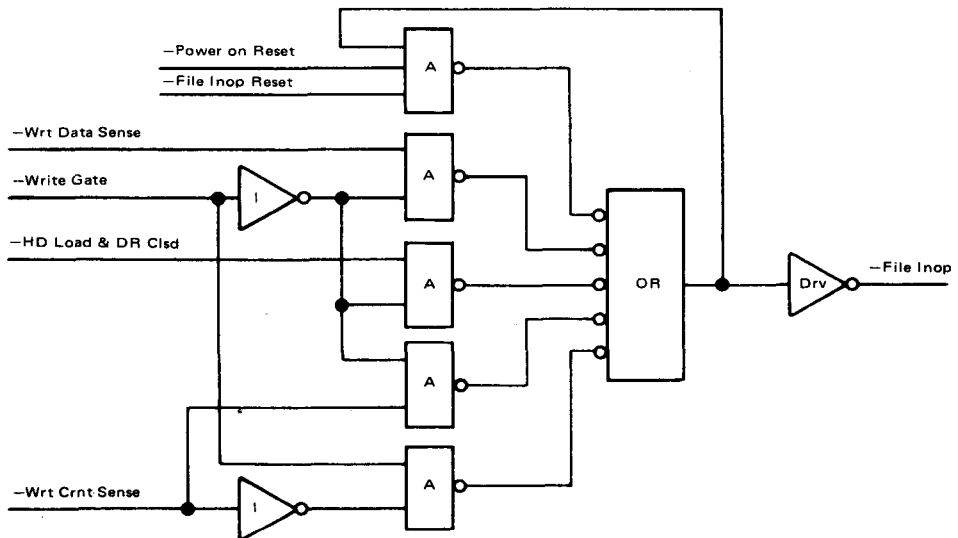 —Power on Reset
A
—File Inop Reset
—Wrt Data Sense
A
—Write Gate
I
—HD Load & DR Clsd
A
OR
Drv
—File Inop
A
—Wrt Crnt Sense
I
A